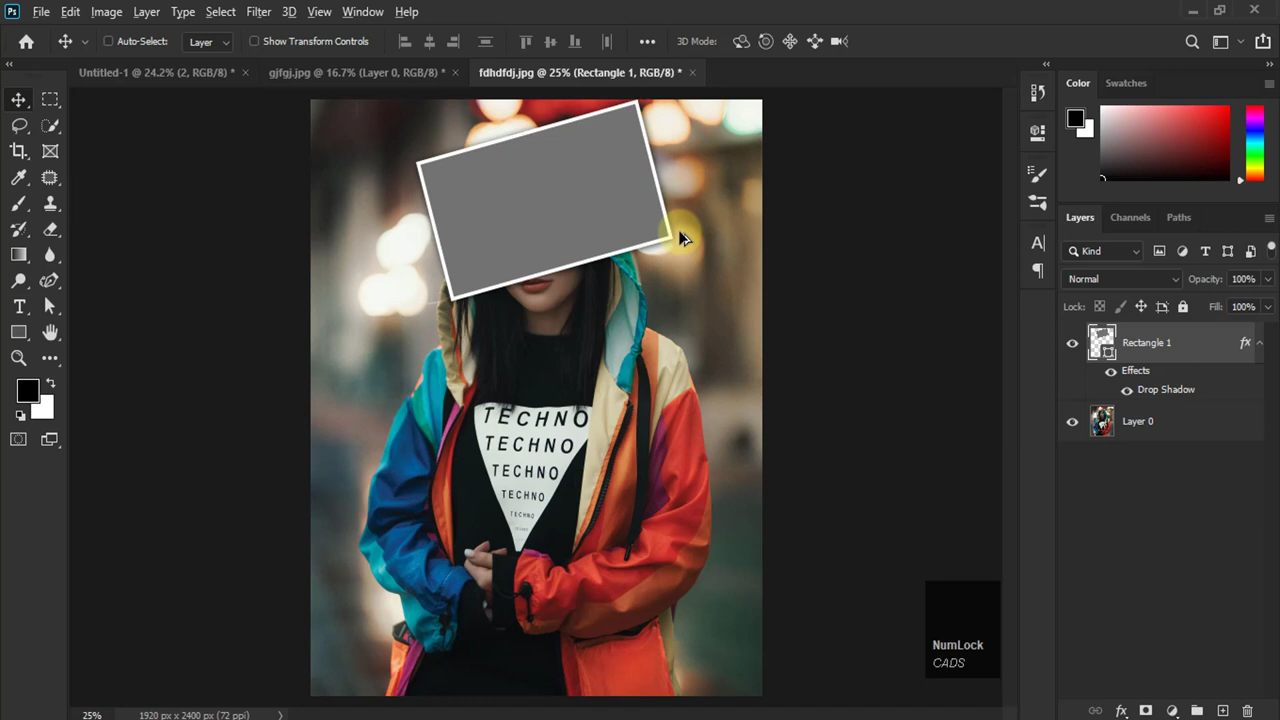 Ps File Edit Image Layer Type Select Filter 3D View Window Help
Auto-Select: Layer Show Transform Controls 3D Mode:
Untitled-1 @ 24.2% (2, RGB/8) * gjfgj.jpg @ 16.7% (Layer 0, RGB/8) * fdhdfdj.jpg @ 25% (Rectangle 1, RGB/8) *
Color Swatches
Layers Channels Paths
Kind
Normal Opacity: 100%
Lock: Fill: 100%
Rectangle 1 fx
Effects
Drop Shadow
Layer 0
TECHNO
TECHNO
TECHNO
TECHNO
TECHNO
NumLock
CADS
25% 1920 px x 2400 px (72 ppi)